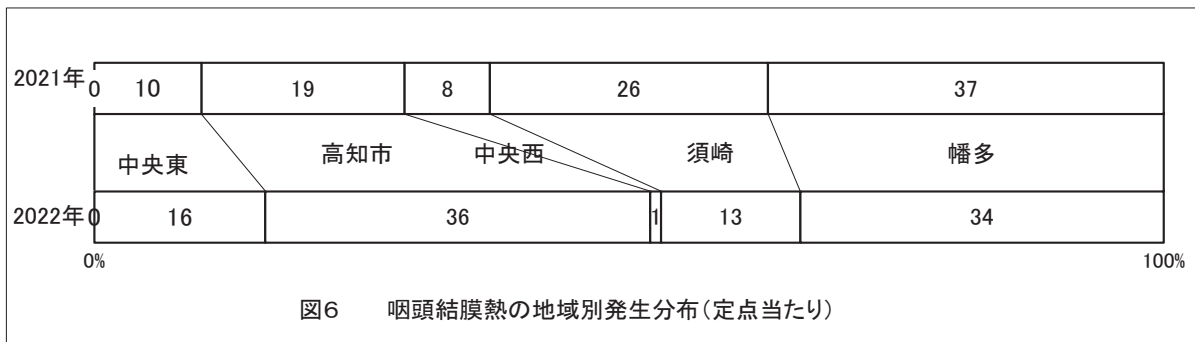 2021年 0 10 19 8 26 37
中央東 高知市 中央西 須崎 幡多
2022年 0 16 36 1 13 34
0% 100%
図6 咽頭結膜熱の地域別発生分布(定点当たり)